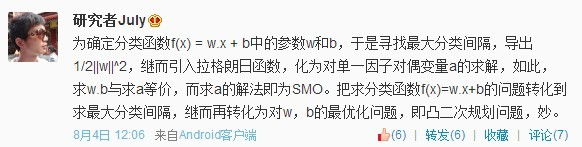 研究者July
为确定分类函数f(x) = w.x + b中的参数w和b，于是寻找最大分类间隔，导出
1/2||w||^2，继而引入拉格朗日函数，化为对单一因子对偶变量a的求解，如此，
求w.b与求a等价，而求a的解法即为SMO。把求分类函数f(x)=w.x+b的问题转化到
求最大分类间隔，继而再转化为对w，b的最优化问题，即凸二次规划问题，妙。
8月4日 12:06 来自Android客户端 (6) | 转发(6) | 收藏 | 评论(7)